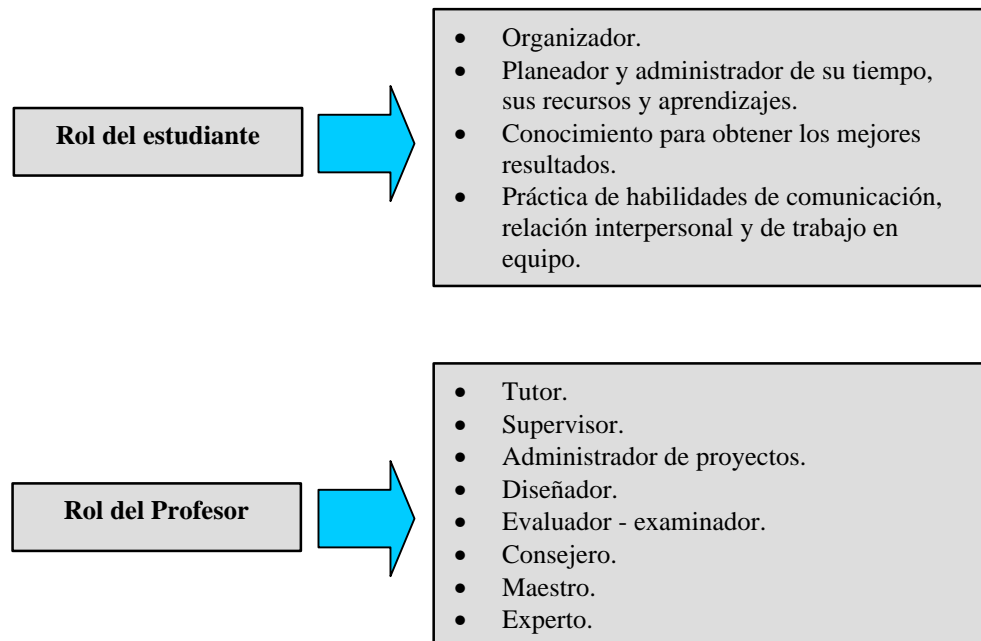 Rol del estudiante
• Organizador.
• Planeador y administrador de su tiempo,
sus recursos y aprendizajes.
• Conocimiento para obtener los mejores
resultados.
• Práctica de habilidades de comunicación,
relación interpersonal y de trabajo en
equipo.
Rol del Profesor
• Tutor.
• Supervisor.
• Administrador de proyectos.
• Diseñador.
• Evaluador - examinador.
• Consejero.
• Maestro.
• Experto.